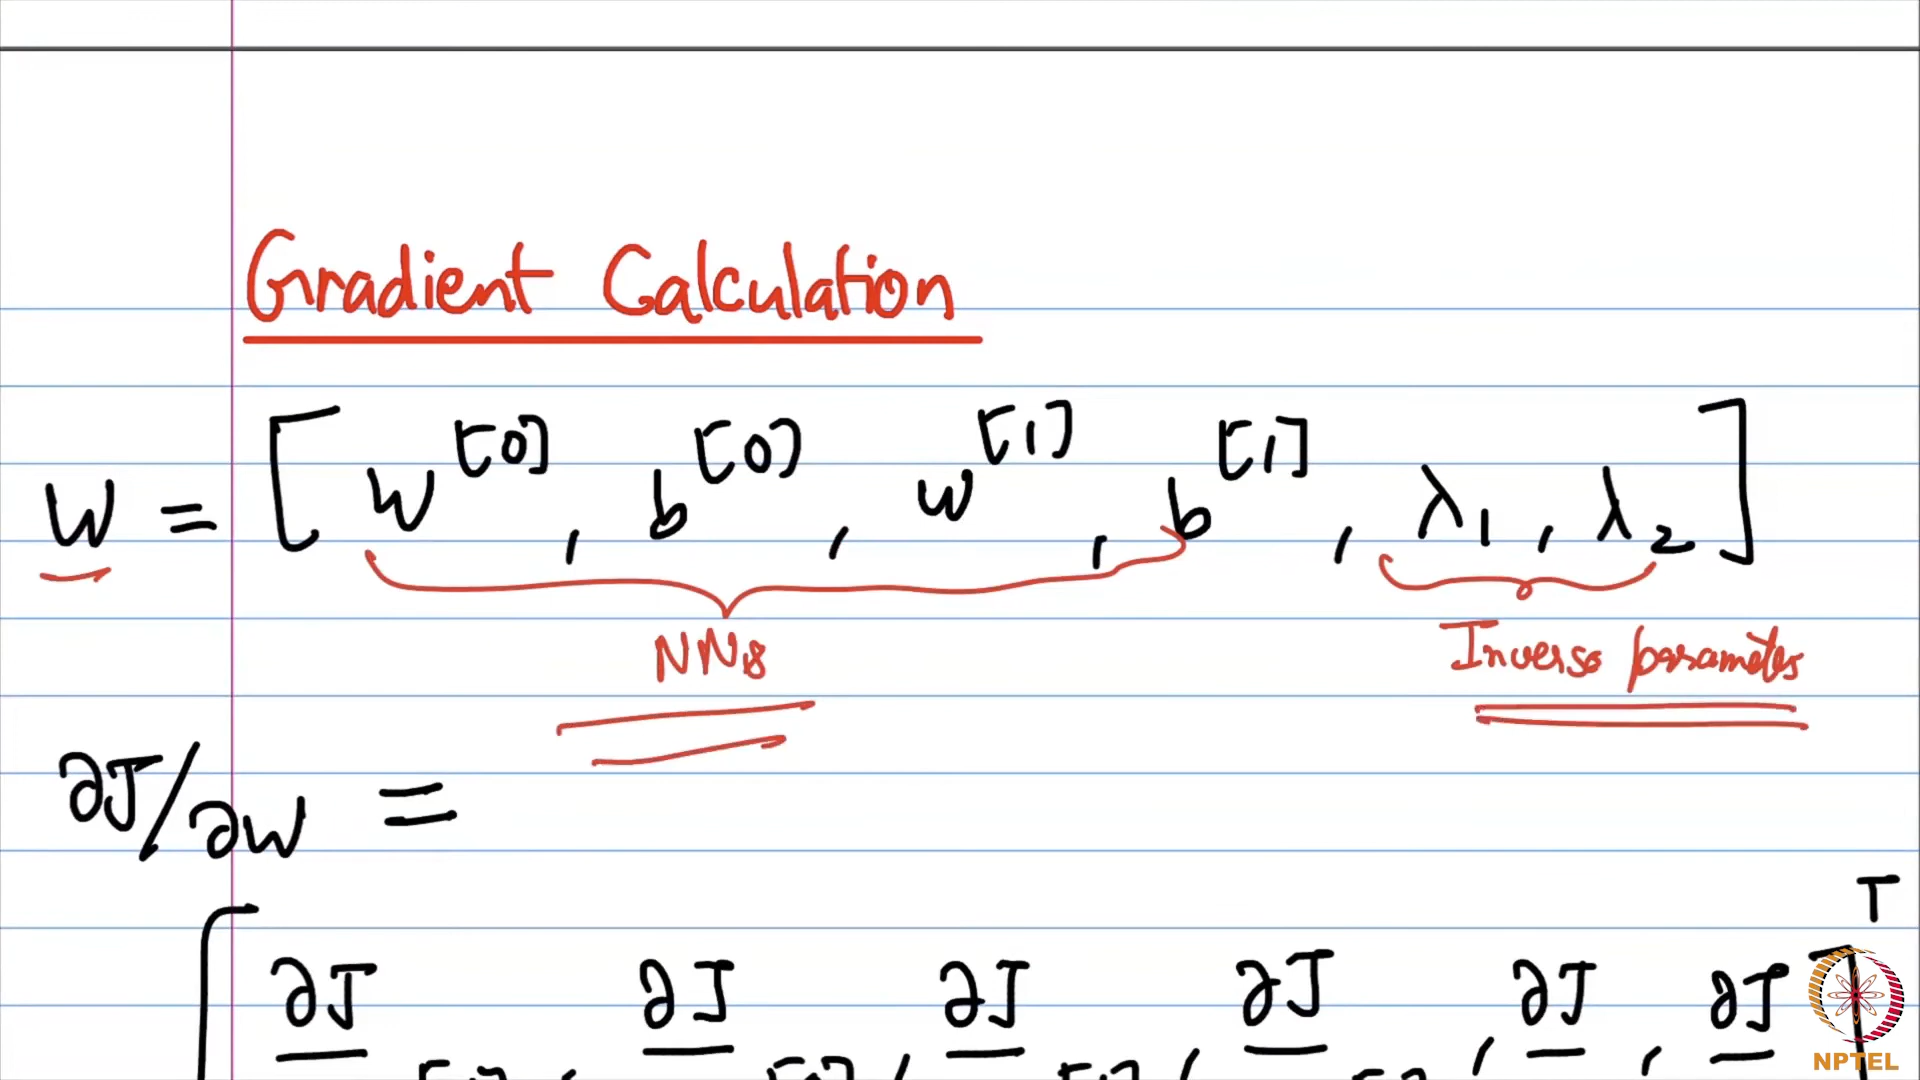 Gradient Calculation
W = [ W^[0] , b^[0] , w^[1] , b^[1] , λ₁ , λ₂ ]
NNs Inverse parameters
∂J/∂W =
T
∂J ∂J ∂J ∂J ∂J ∂J
NPTEL